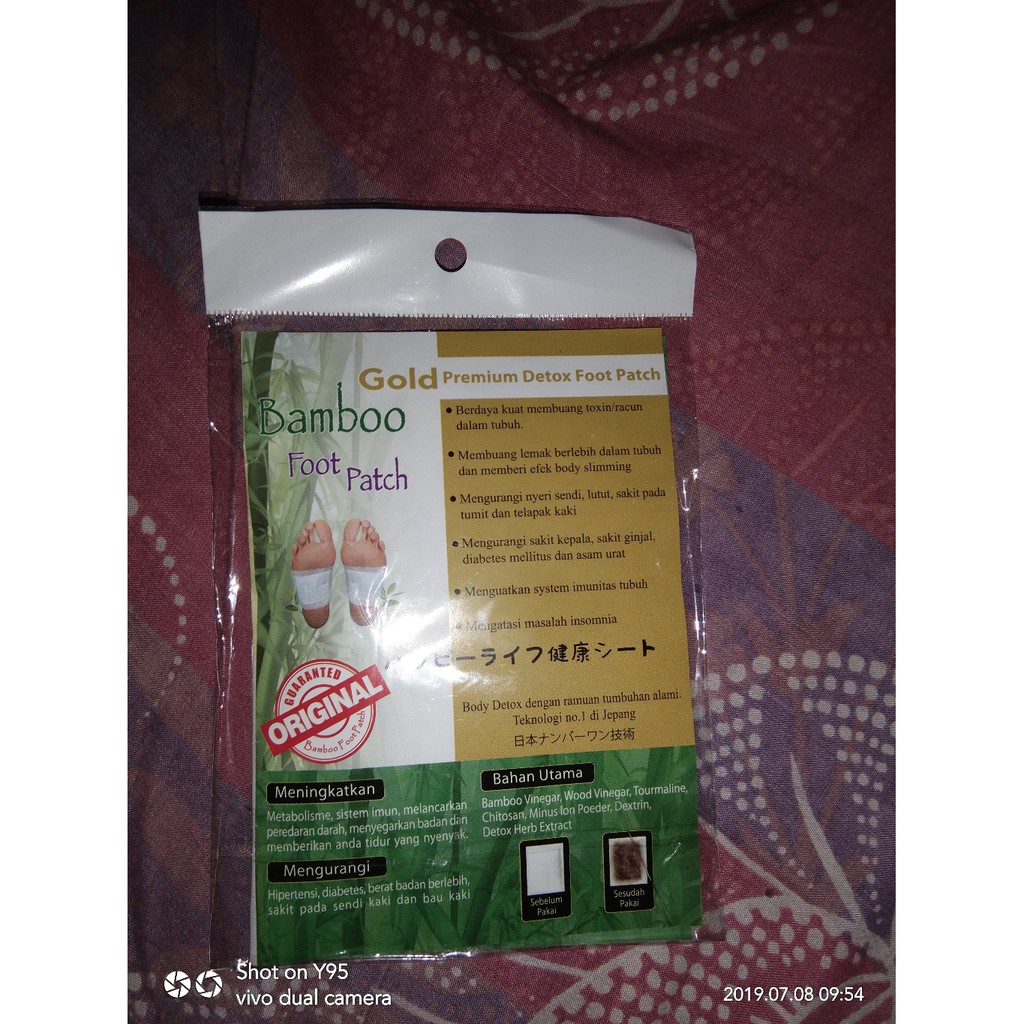 Gold Premium Detox Foot Patch
Bamboo
Foot Patch
• Berdaya kuat membuang toxin/racun
dalam tubuh.
• Membuang lemak berlebih dalam tubuh
dan memberi efek body slimming
• Mengurangi nyeri sendi, lutut, sakit pada
tumit dan telapak kaki
• Mengurangi sakit kepala, sakit ginjal,
diabetes mellitus dan asam urat
• Menguatkan system imunitas tubuh
• Mengatasi masalah insomnia
ピーライフ健康シート
GUARANTED
ORIGINAL
Bamboo Foot Patch
Body Detox dengan ramuan tumbuhan alami.
Teknologi no.1 di Jepang
日本ナンバーワン技術
Meningkatkan
Metabolisme, sistem imun, melancarkan
peredaran darah, menyegarkan badan dan
memberikan anda tidur yang nyenyak.
Mengurangi
Hipertensi, diabetes, berat badan berlebih,
sakit pada sendi kaki dan bau kaki
Bahan Utama
Bamboo Vinegar, Wood Vinegar, Tourmaline,
Chitosan, Minus Ion Poeder, Dextrin,
Detox Herb Extract
Sebelum
Pakai
Sesudah
Pakai
Shot on Y95
vivo dual camera
2019.07.08 09:54